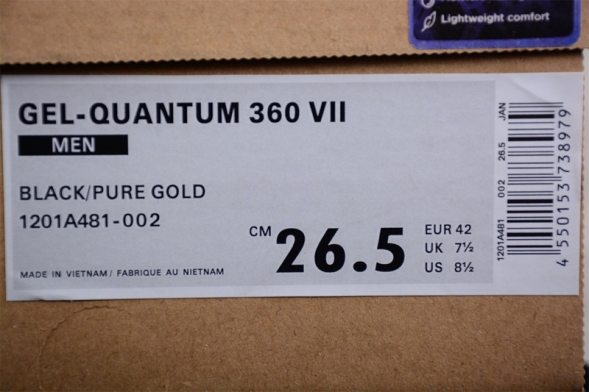 Lightweight comfort
GEL-QUANTUM 360 VII
MEN
BLACK/PURE GOLD
1201A481-002
CM 26.5
EUR 42
UK 7½
US 8½
MADE IN VIETNAM / FABRIQUE AU NIETNAM
1201A481 002 26.5 JAN
4 550153 738979